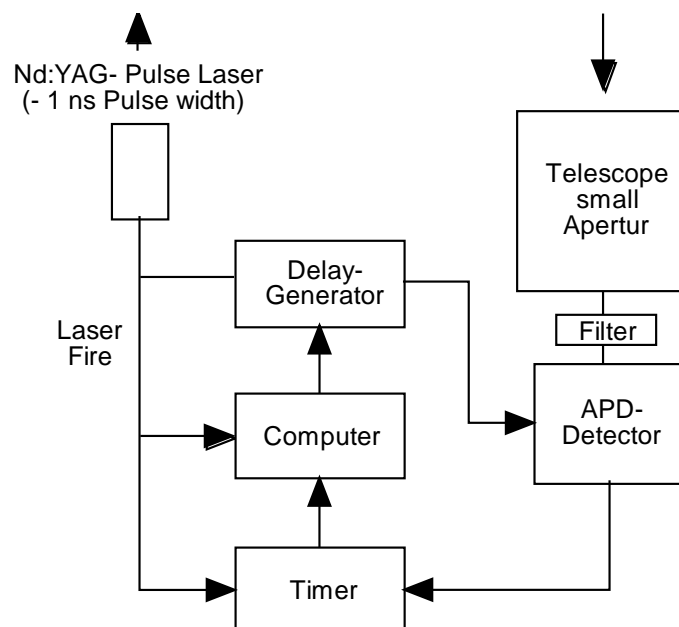 Nd:YAG- Pulse Laser
(- 1 ns Pulse width)
Telescope
small
Apertur
Delay-
Generator
Filter
Laser
Fire
APD-
Detector
Computer
Timer